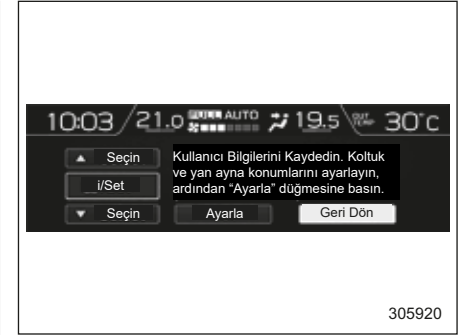 10:03 21.0 FULL AUTO 19.5 OUT TEMP 30°C
▲ Seçin
i/Set
▼ Seçin
Kullanıcı Bilgilerini Kaydedin. Koltuk
ve yan ayna konumlarını ayarlayın,
ardından “Ayarla” düğmesine basın.
Ayarla
Geri Dön
305920